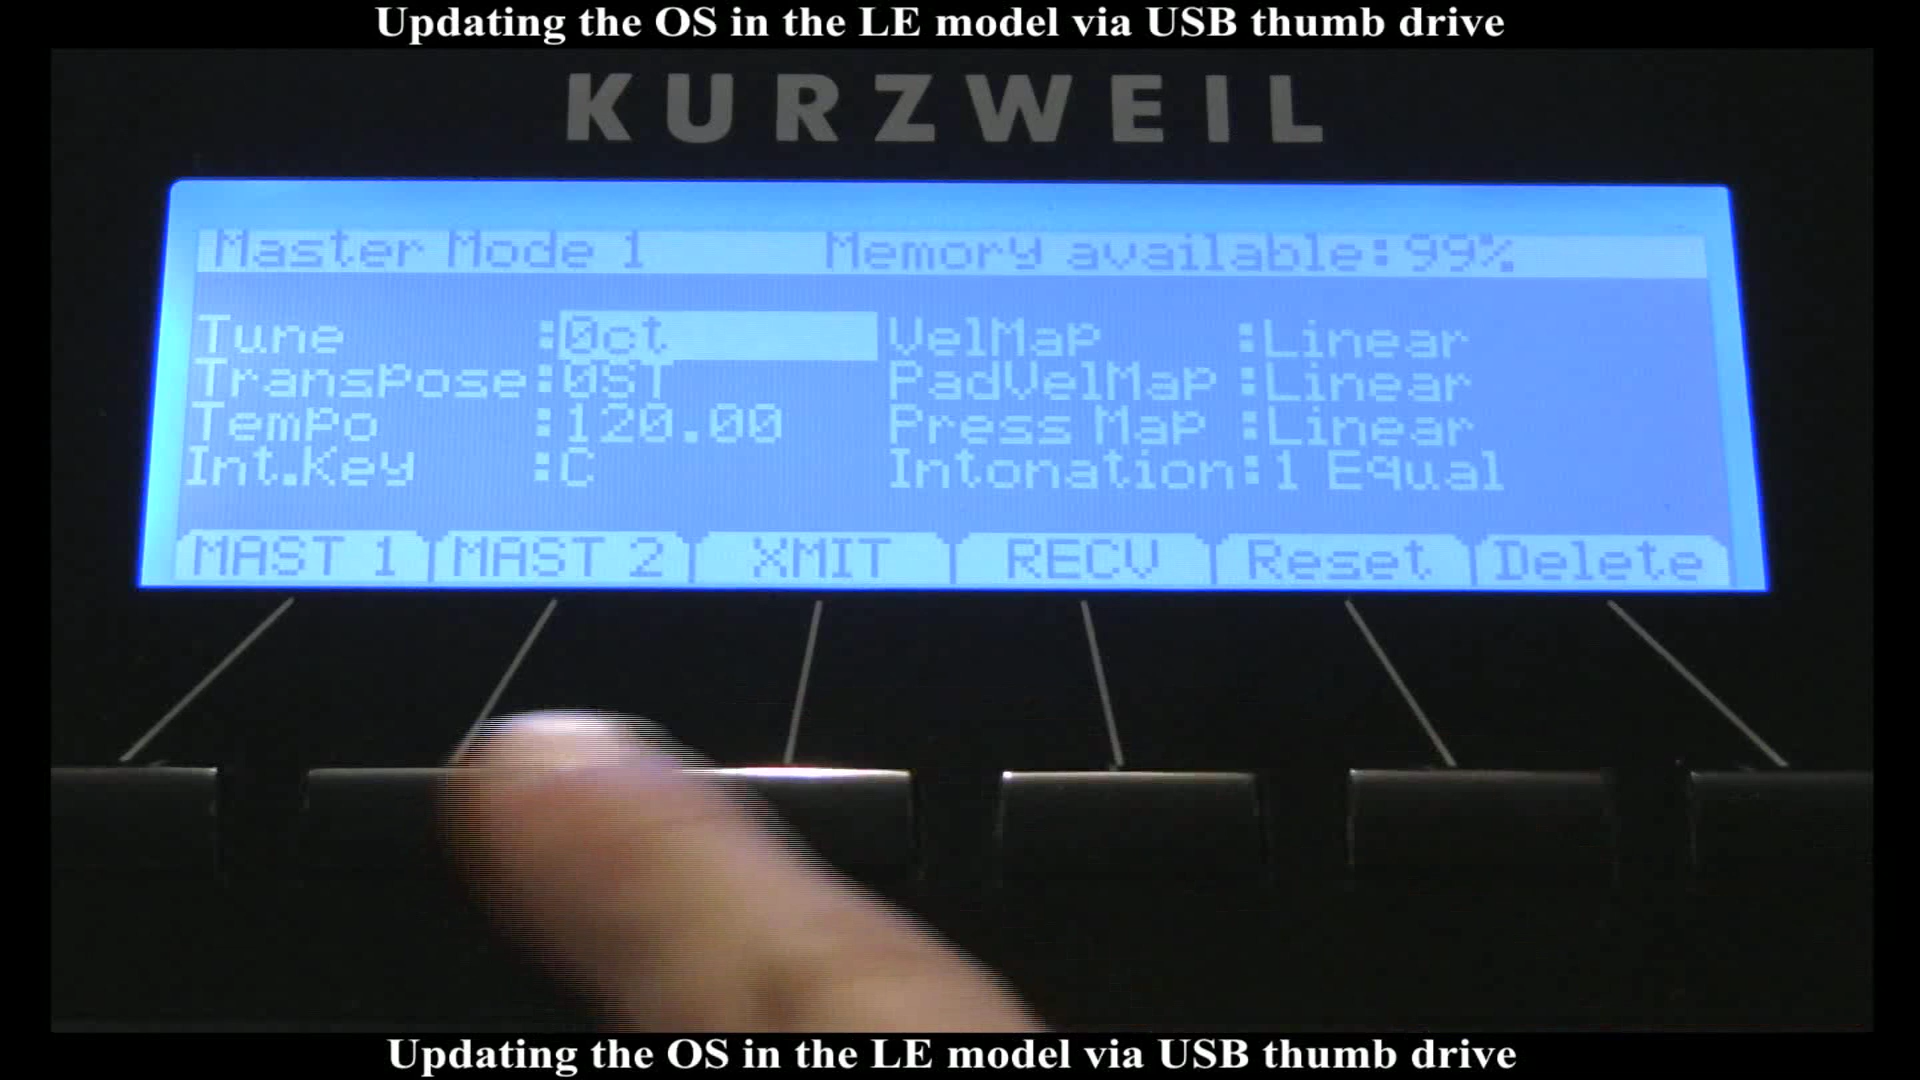 Updating the OS in the LE model via USB thumb drive
KURZWEIL
Master Mode 1 Memory available:99%
Tune :0ct VelMap :Linear
Transpose:0ST PadVelMap :Linear
Tempo :120.00 Press Map :Linear
Int.Key :C Intonation:1 Equal
MAST 1 MAST 2 XMIT RECV Reset Delete
Updating the OS in the LE model via USB thumb drive